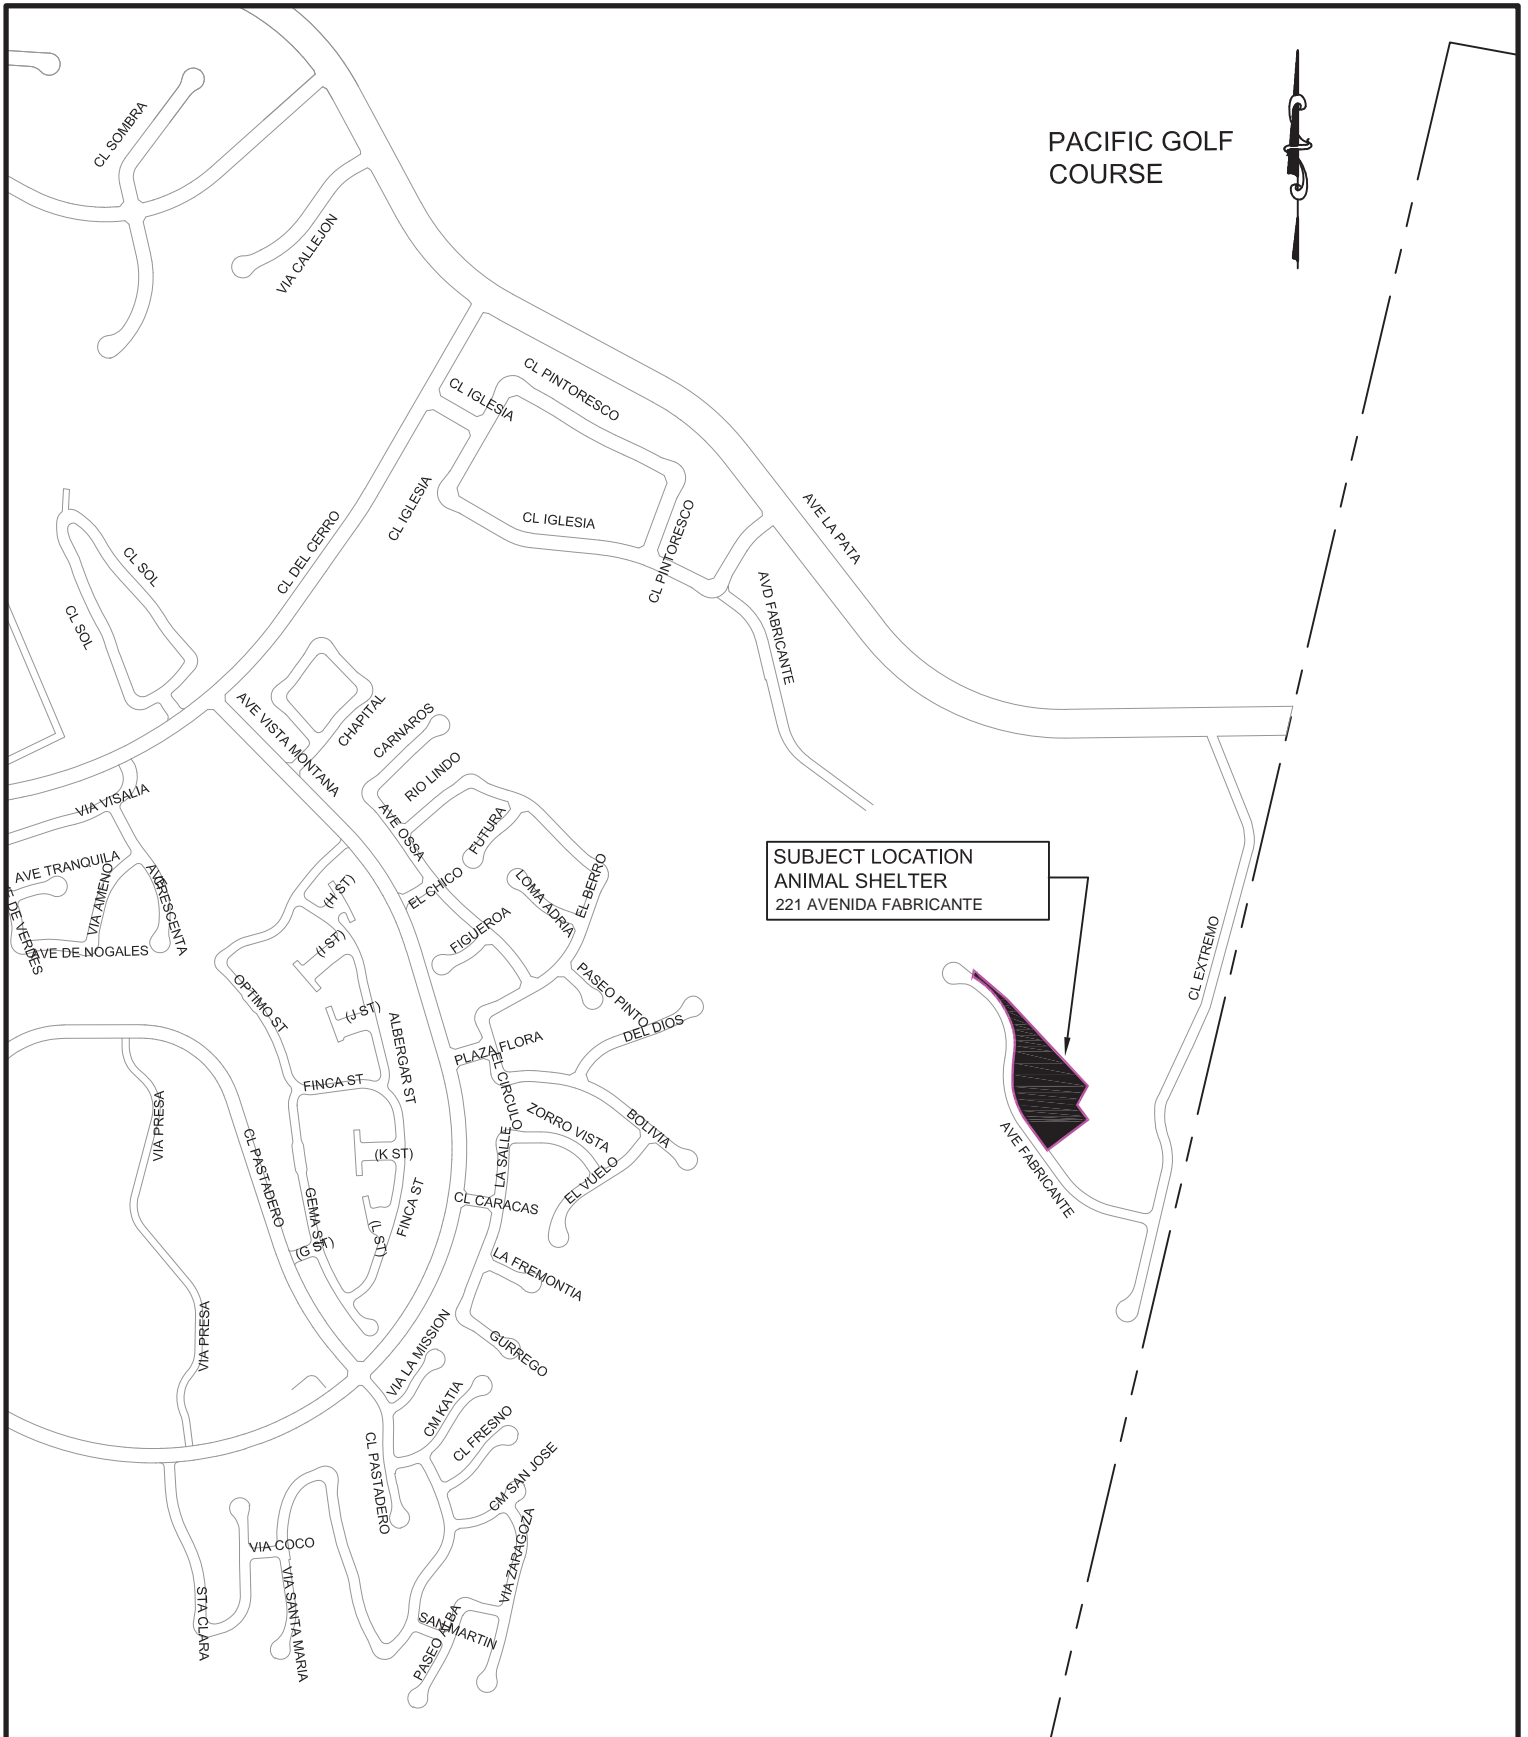 PACIFIC GOLF
COURSE
CL SOMBRA
VIA CALLEJON
CL PINTORESCO
CL IGLESIA
CL IGLESIA
CL IGLESIA
CL PINTORESCO
AVE LA PATA
CL DEL CERRO
CL SOL
CL SOL
AVD FABRICANTE
AVE VISTA MONTANA
CHAPITAL
CARNAROS
RIO LINDO
VIA VISALIA
AVE OSSA
FUTURA
AVE TRANQUILA
VIA AMENO
AVE
CRESCENTA
DE VERDES
AVE DE NOGALES
(H ST)
(I ST)
EL CHICO
LOMA ADRIA
EL BERRO
FIGUEROA
SUBJECT LOCATION
ANIMAL SHELTER
221 AVENIDA FABRICANTE
CL EXTREMO
OPTIMO ST
(J ST)
ALBERGAR ST
PASEO PINTO
DEL DIOS
PLAZA FLORA
EL CIRCULO
FINCA ST
VIA PRESA
CL PASTADERO
ZORRO VISTA
BOLIVIA
LA SALLE
(K ST)
EL VUELO
AVE FABRICANTE
GEMA ST
FINCA ST
CL CARACAS
(L ST)
(G ST)
LA FREMONTIA
VIA PRESA
VIA LA MISSION
GURREGO
CM KATIA
CL FRESNO
CL PASTADERO
CM SAN JOSE
VIA COCO
VIA ZARAGOZA
STA CLARA
VIA SANTA MARIA
SAN MARTIN
PASEO ALBA